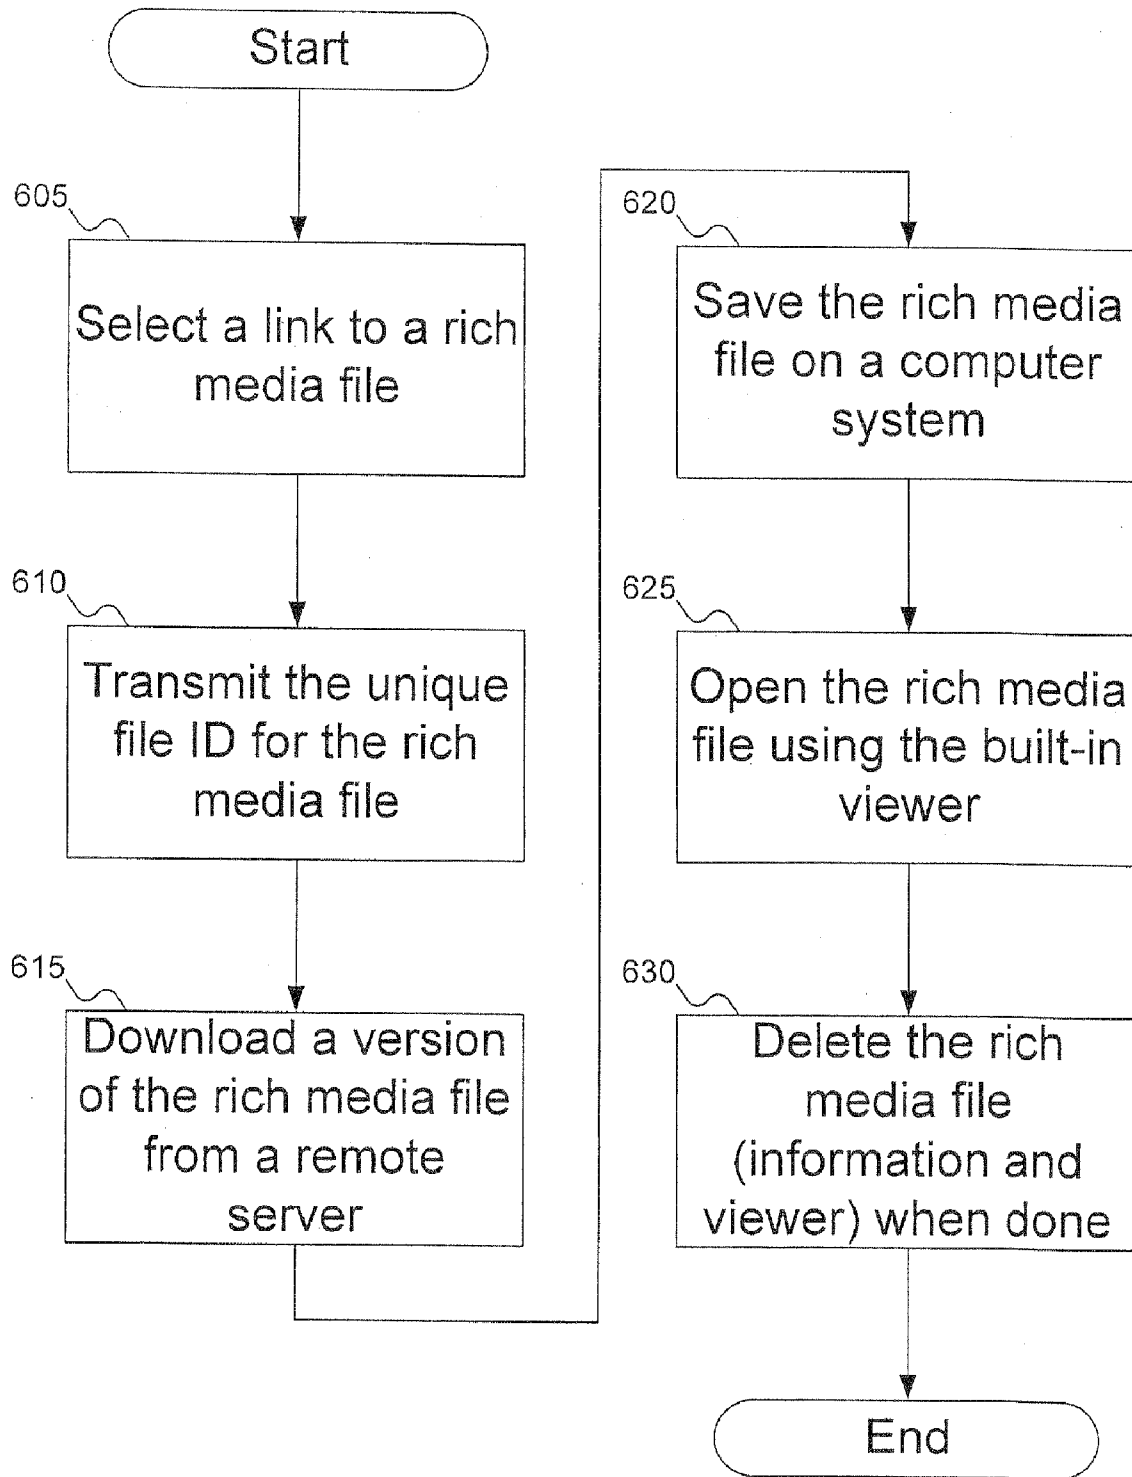 Start
605
Select a link to a rich
media file
610
Transmit the unique
file ID for the rich
media file
615
Download a version
of the rich media file
from a remote
server
620
Save the rich media
file on a computer
system
625
Open the rich media
file using the built-in
viewer
630
Delete the rich
media file
(information and
viewer) when done
End